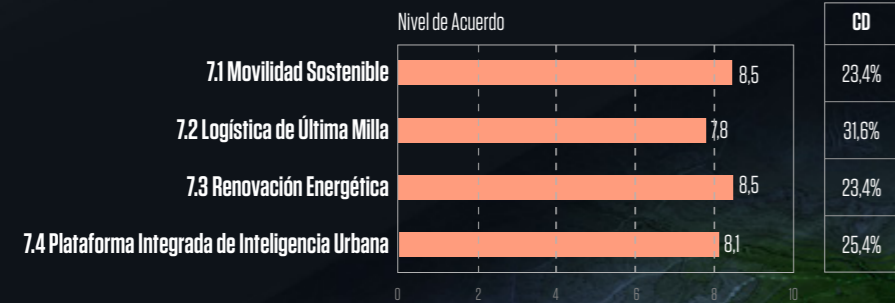 Nivel de Acuerdo CD
7.1 Movilidad Sostenible 8,5 23,4%
7.2 Logística de Última Milla 7,8 31,6%
7.3 Renovación Energética 8,5 23,4%
7.4 Plataforma Integrada de Inteligencia Urbana 8,1 25,4%
0 2 4 6 8 10